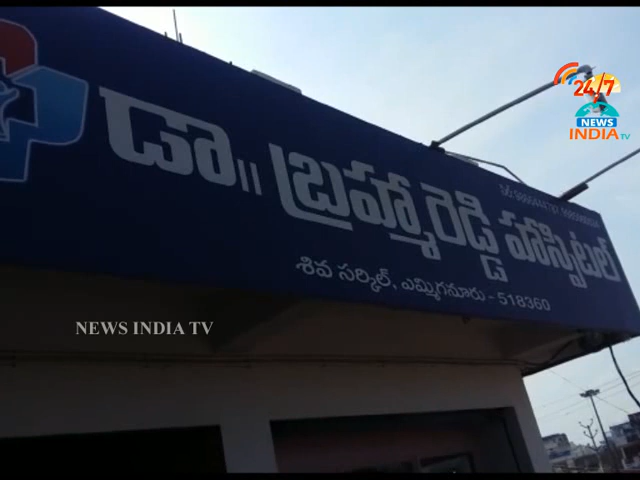 24/7
NEWS
INDIA TV
డా॥ బ్రహ్మారెడ్డి హాస్పిటల్
శివ సర్కిల్, ఎమ్మిగనూరు - 518360
NEWS INDIA TV